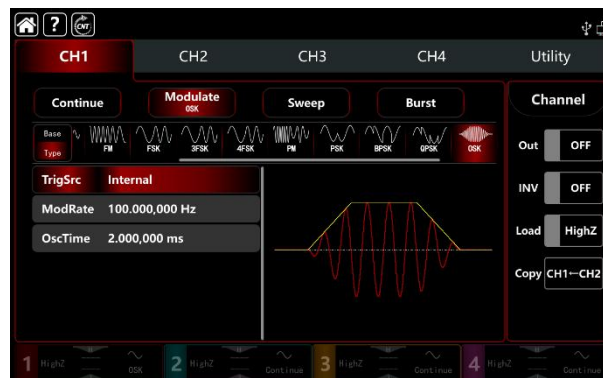 ? CNT
CH1 CH2 CH3 CH4 Utility
Continue Modulate Sweep Burst Channel
OSK
Base
Type FM FSK 3FSK 4FSK PM PSK BPSK QPSK OSK
Out OFF
TrigSrc Internal
INV OFF
ModRate 100.000,000 Hz
Load HighZ
OscTime 2.000,000 ms
Copy CH1←CH2
1 HighZ OSK 2 HighZ Continue 3 HighZ Continue 4 HighZ Continue